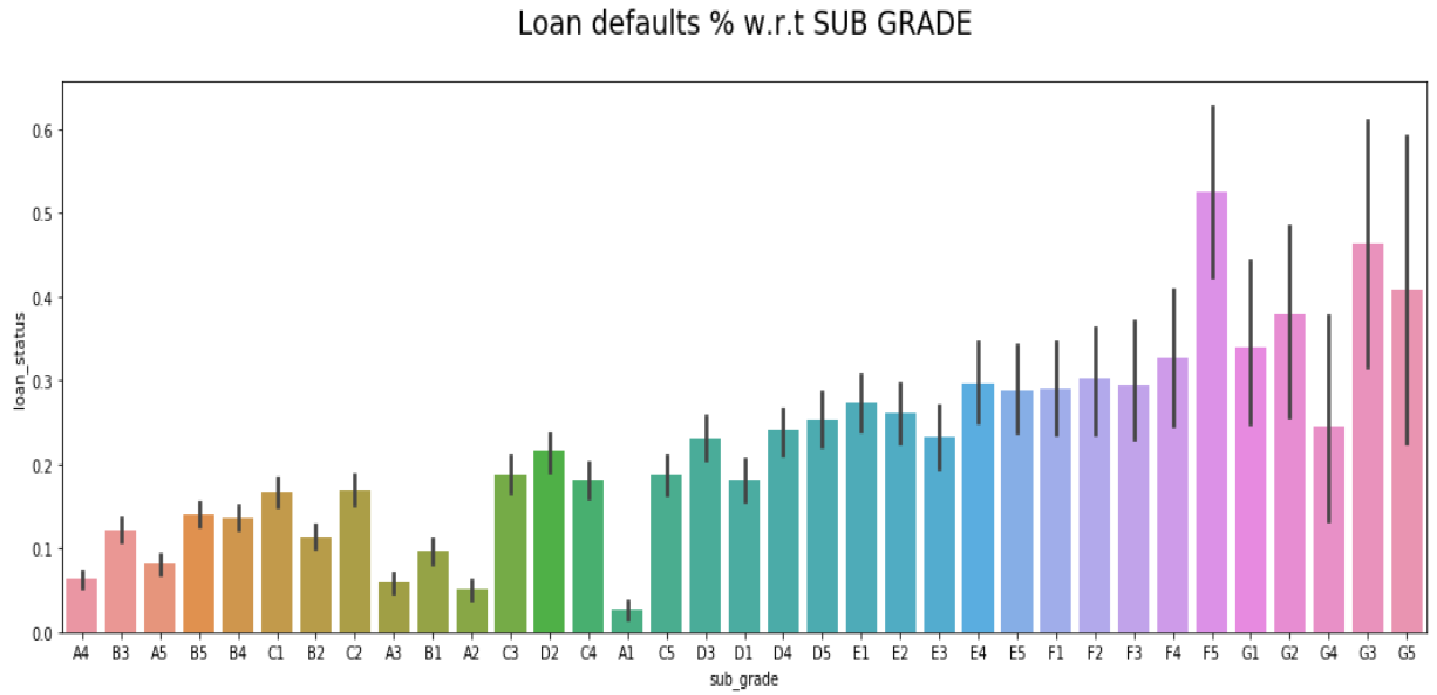 Loan defaults % w.r.t SUB GRADE
0.6
0.5
0.4
0.3
0.2
0.1
0.0
loan_status
A4 B3 A5 B5 B4 C1 B2 C2 A3 B1 A2 C3 D2 C4 A1 C5 D3 D1 D4 D5 E1 E2 E3 E4 E5 F1 F2 F3 F4 F5 G1 G2 G4 G3 G5
sub_grade